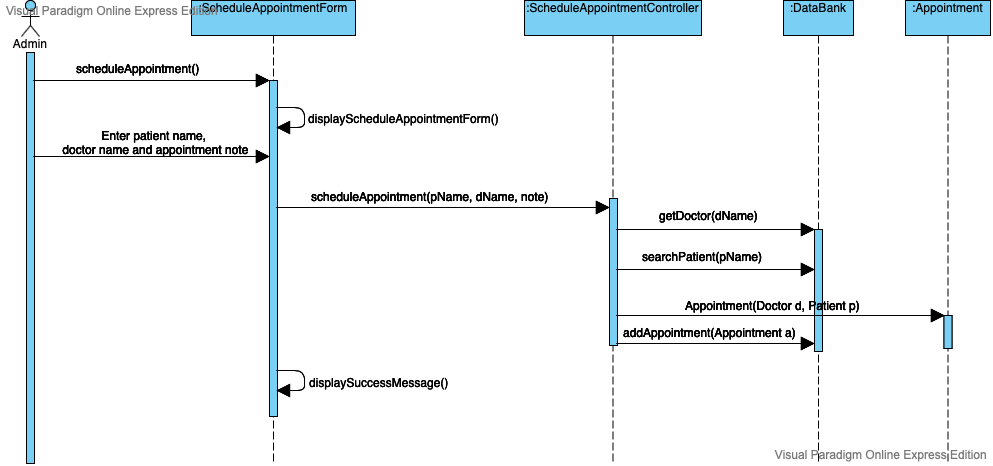 Visual Paradigm Online Express Edition
:ScheduleAppointmentForm
:ScheduleAppointmentController
:DataBank
:Appointment
Admin
scheduleAppointment()
displayScheduleAppointmentForm()
Enter patient name,
doctor name and appointment note
scheduleAppointment(pName, dName, note)
getDoctor(dName)
searchPatient(pName)
Appointment(Doctor d, Patient p)
addAppointment(Appointment a)
displaySuccessMessage()
Visual Paradigm Online Express Edition